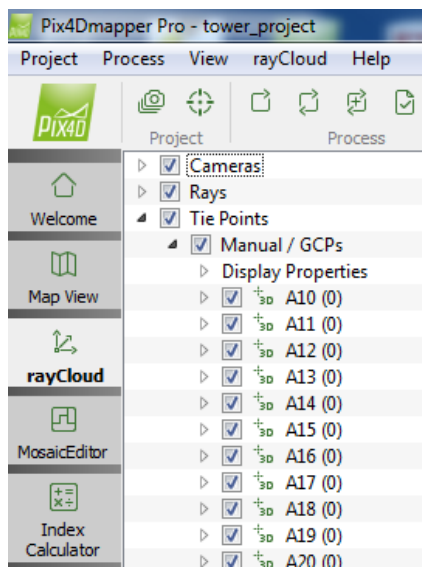 Pix4Dmapper Pro - tower_project
Project Process View rayCloud Help
PIX4D
Project Process
Cameras
Rays
Welcome
Tie Points
Manual / GCPs
Display Properties
Map View
3D A10 (0)
3D A11 (0)
3D A12 (0)
rayCloud
3D A13 (0)
3D A14 (0)
3D A15 (0)
MosaicEditor
3D A16 (0)
3D A17 (0)
3D A18 (0)
Index
Calculator
3D A19 (0)
3D A20 (0)